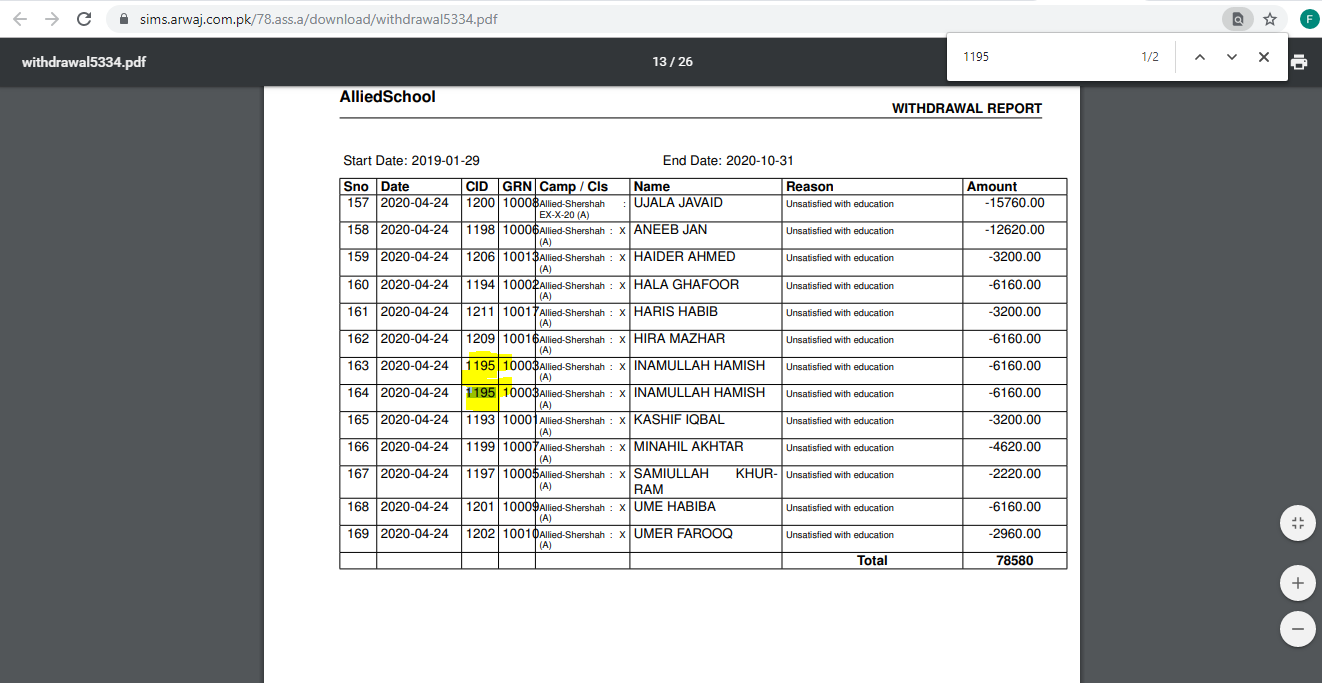 sims.arwaj.com.pk/78.ass.a/download/withdrawal5334.pdf
F
withdrawal5334.pdf
13 / 26
1195
1/2
AlliedSchool
WITHDRAWAL REPORT
Start Date: 2019-01-29 End Date: 2020-10-31
Sno Date CID GRN Camp / Cls Name Reason Amount
157 2020-04-24 1200 10008 Allied-Shershah : UJALA JAVAID Unsatisfied with education -15760.00
EX-X-20 (A)
158 2020-04-24 1198 10006 Allied-Shershah : X ANEEB JAN Unsatisfied with education -12620.00
(A)
159 2020-04-24 1206 10013 Allied-Shershah : X HAIDER AHMED Unsatisfied with education -3200.00
(A)
160 2020-04-24 1194 10002 Allied-Shershah : X HALA GHAFOOR Unsatisfied with education -6160.00
(A)
161 2020-04-24 1211 10017 Allied-Shershah : X HARIS HABIB Unsatisfied with education -3200.00
(A)
162 2020-04-24 1209 10016 Allied-Shershah : X HIRA MAZHAR Unsatisfied with education -6160.00
(A)
163 2020-04-24 1195 10003 Allied-Shershah : X INAMULLAH HAMISH Unsatisfied with education -6160.00
(A)
164 2020-04-24 1195 10003 Allied-Shershah : X INAMULLAH HAMISH Unsatisfied with education -6160.00
(A)
165 2020-04-24 1193 10001 Allied-Shershah : X KASHIF IQBAL Unsatisfied with education -3200.00
(A)
166 2020-04-24 1199 10007 Allied-Shershah : X MINAHIL AKHTAR Unsatisfied with education -4620.00
(A)
167 2020-04-24 1197 10005 Allied-Shershah : X SAMIULLAH KHUR- Unsatisfied with education -2220.00
(A) RAM
168 2020-04-24 1201 10009 Allied-Shershah : X UME HABIBA Unsatisfied with education -6160.00
(A)
169 2020-04-24 1202 10010 Allied-Shershah : X UMER FAROOQ Unsatisfied with education -2960.00
(A)
Total 78580